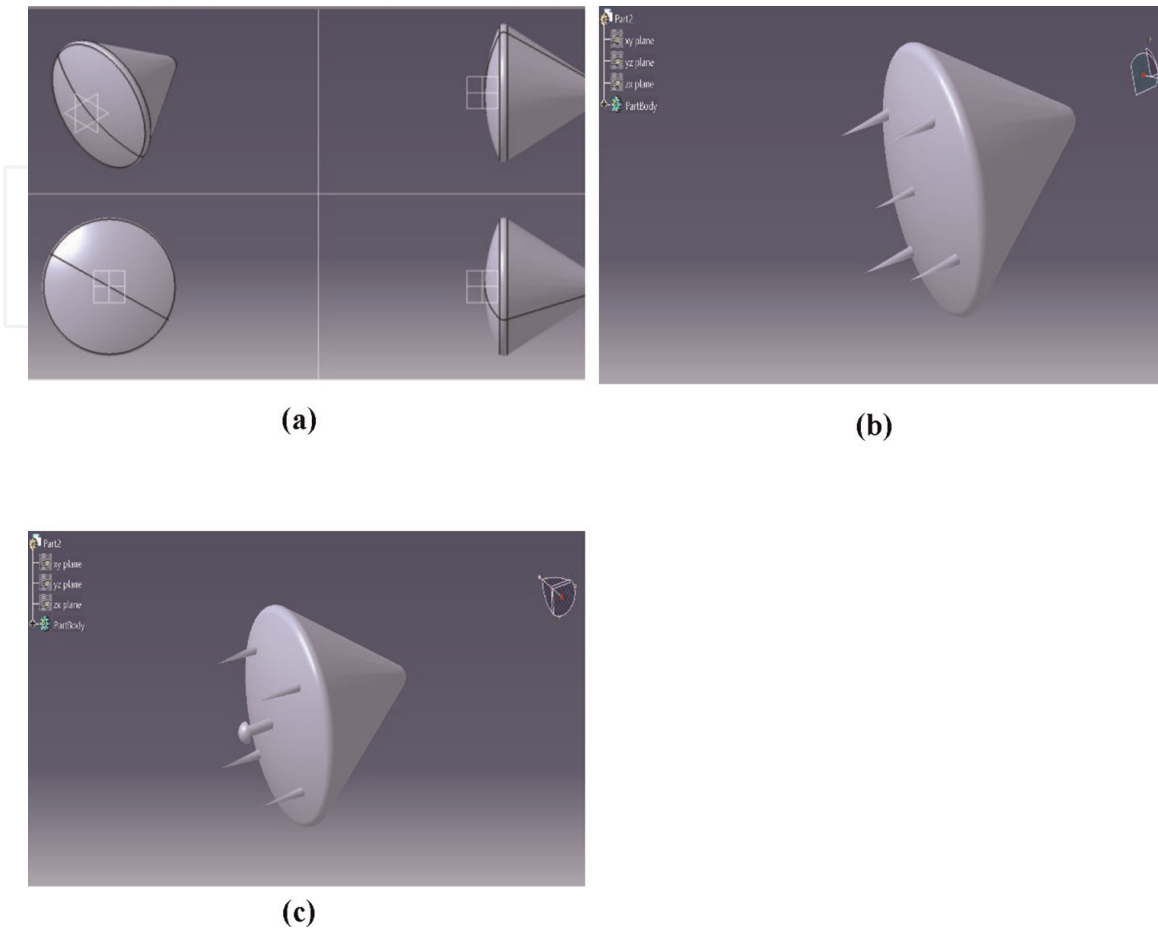 Part2
xy plane
yz plane
zx plane
PartBody
(a)
(b)
Part2
xy plane
yz plane
zx plane
PartBody
(c)